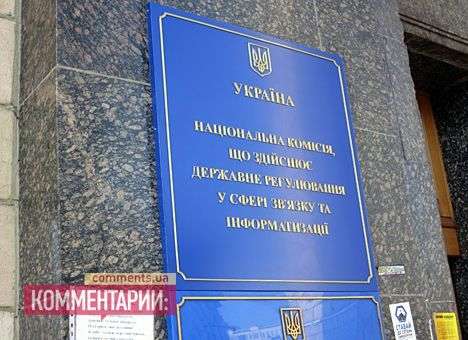 УКРАЇНА
НАЦІОНАЛЬНА КОМІСІЯ,
ЩО ЗДІЙСНЮЄ
ДЕРЖАВНЕ РЕГУЛЮВАННЯ
У СФЕРІ ЗВ'ЯЗКУ ТА
ІНФОРМАТИЗАЦІЇ
comments.ua
КОММЕНТАРИИ: